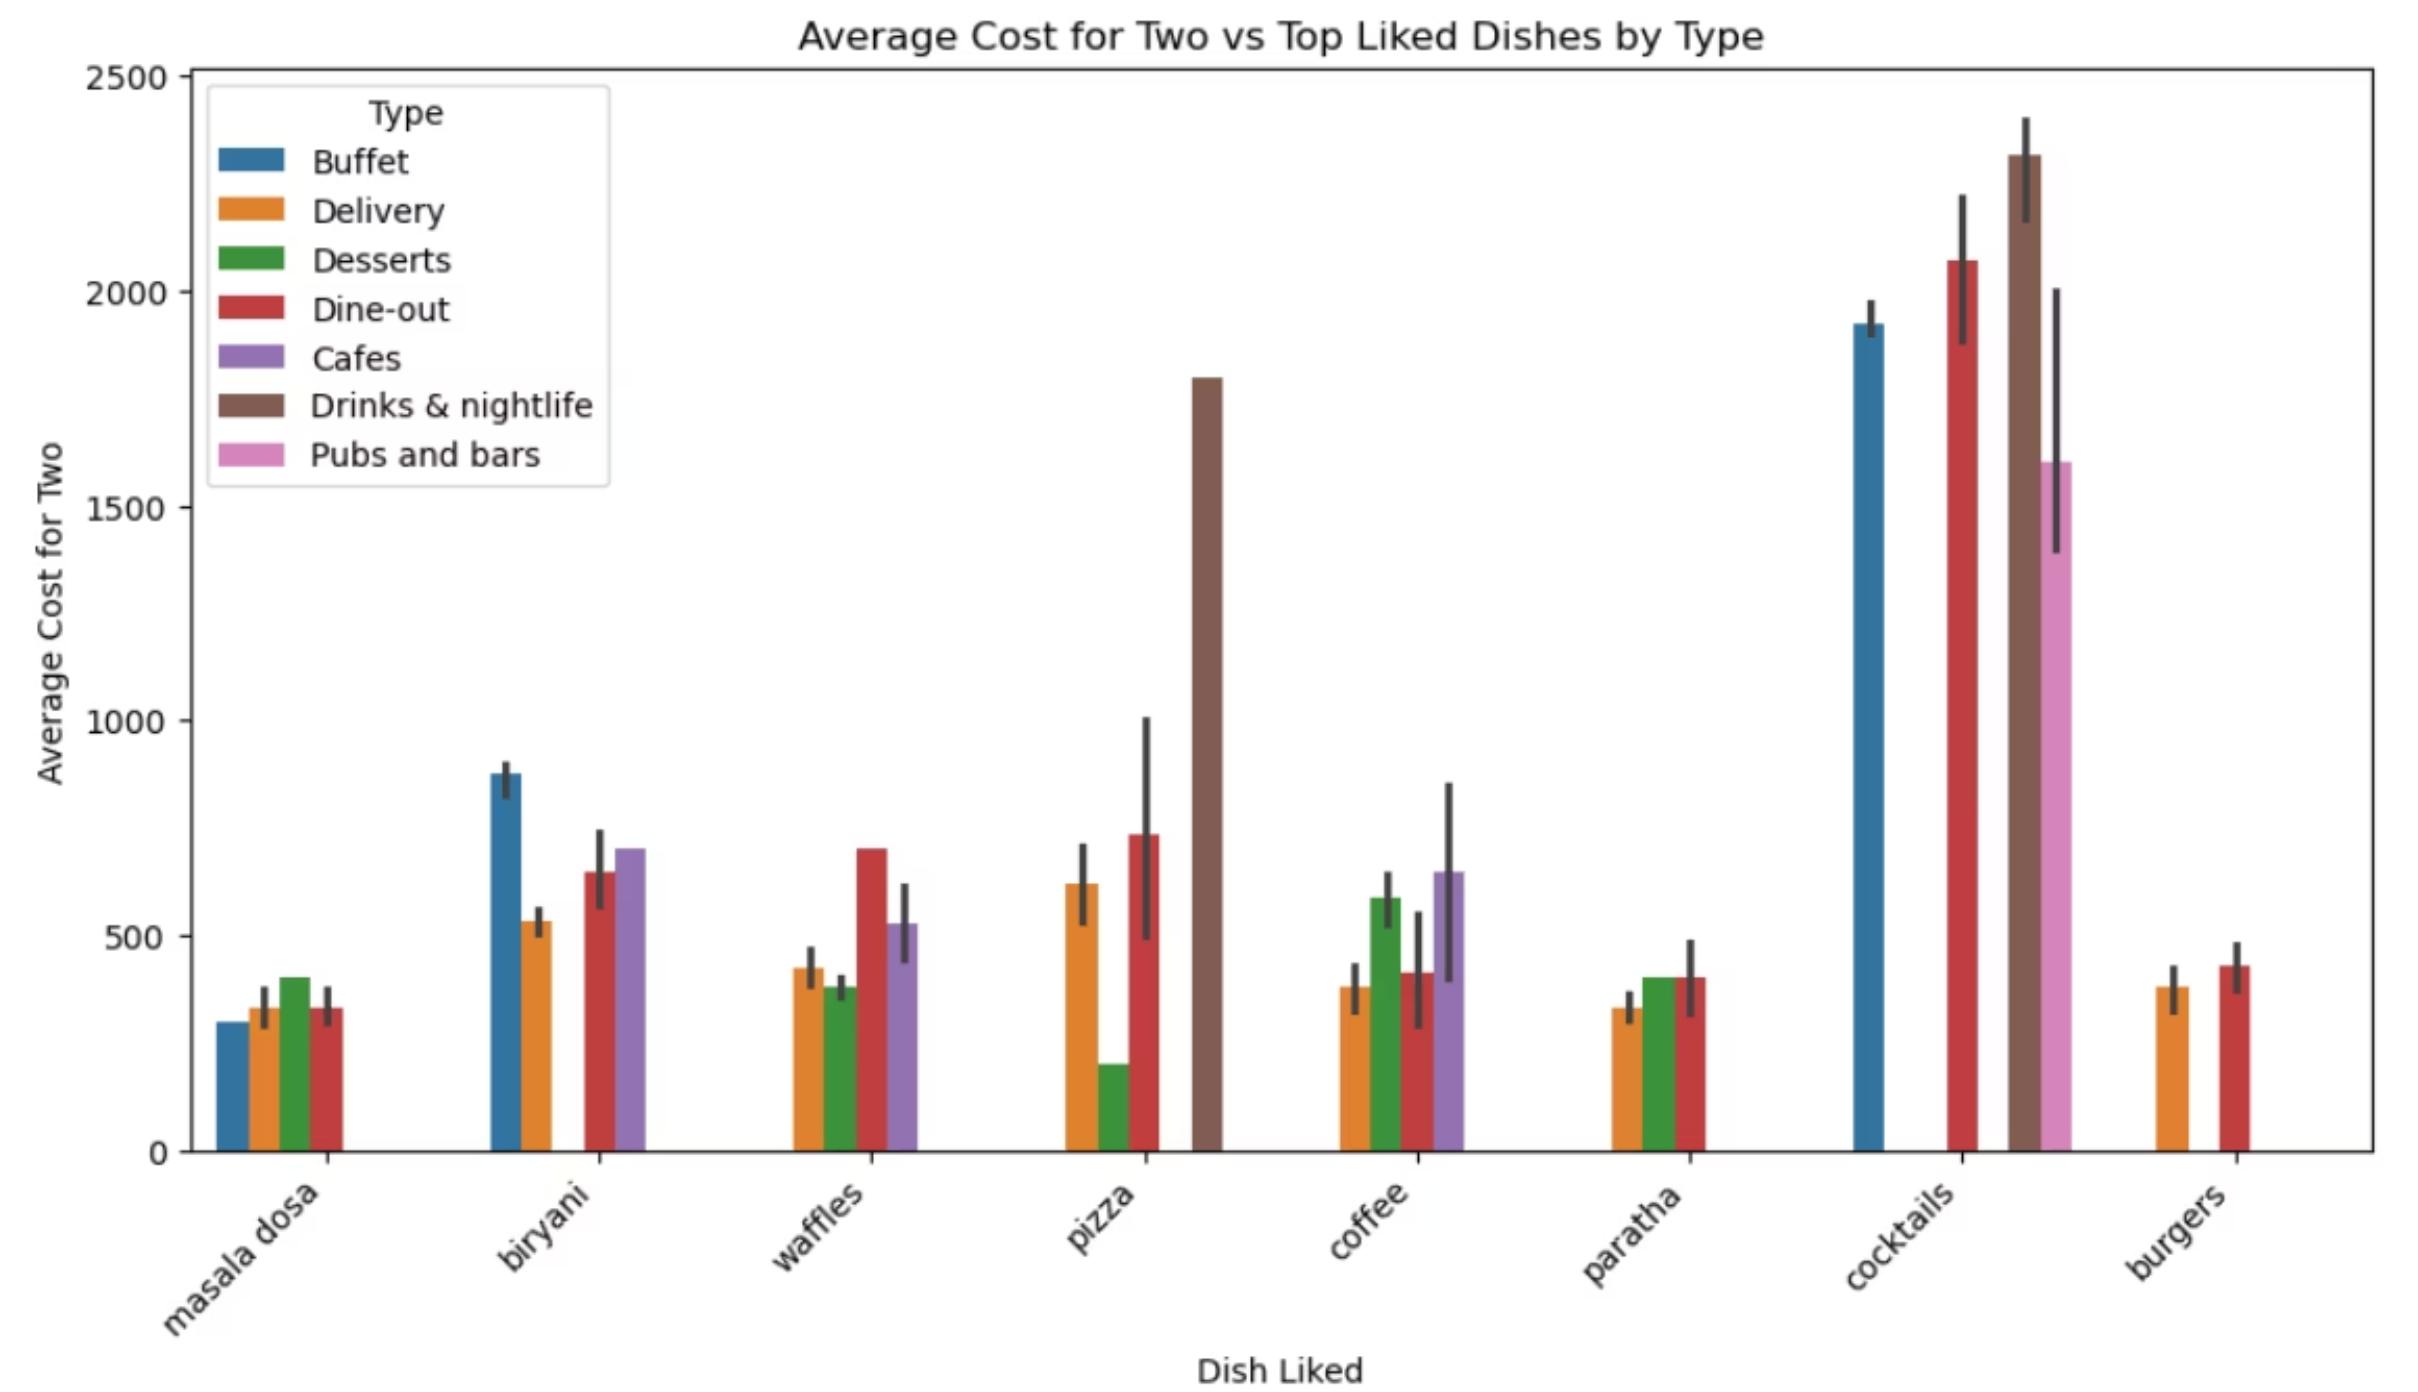 Average Cost for Two vs Top Liked Dishes by Type
Type
Buffet
Delivery
Desserts
Dine-out
Cafes
Drinks & nightlife
Pubs and bars
Average Cost for Two
2500
2000
1500
1000
500
0
masala dosa
biryani
waffles
pizza
coffee
paratha
cocktails
burgers
Dish Liked